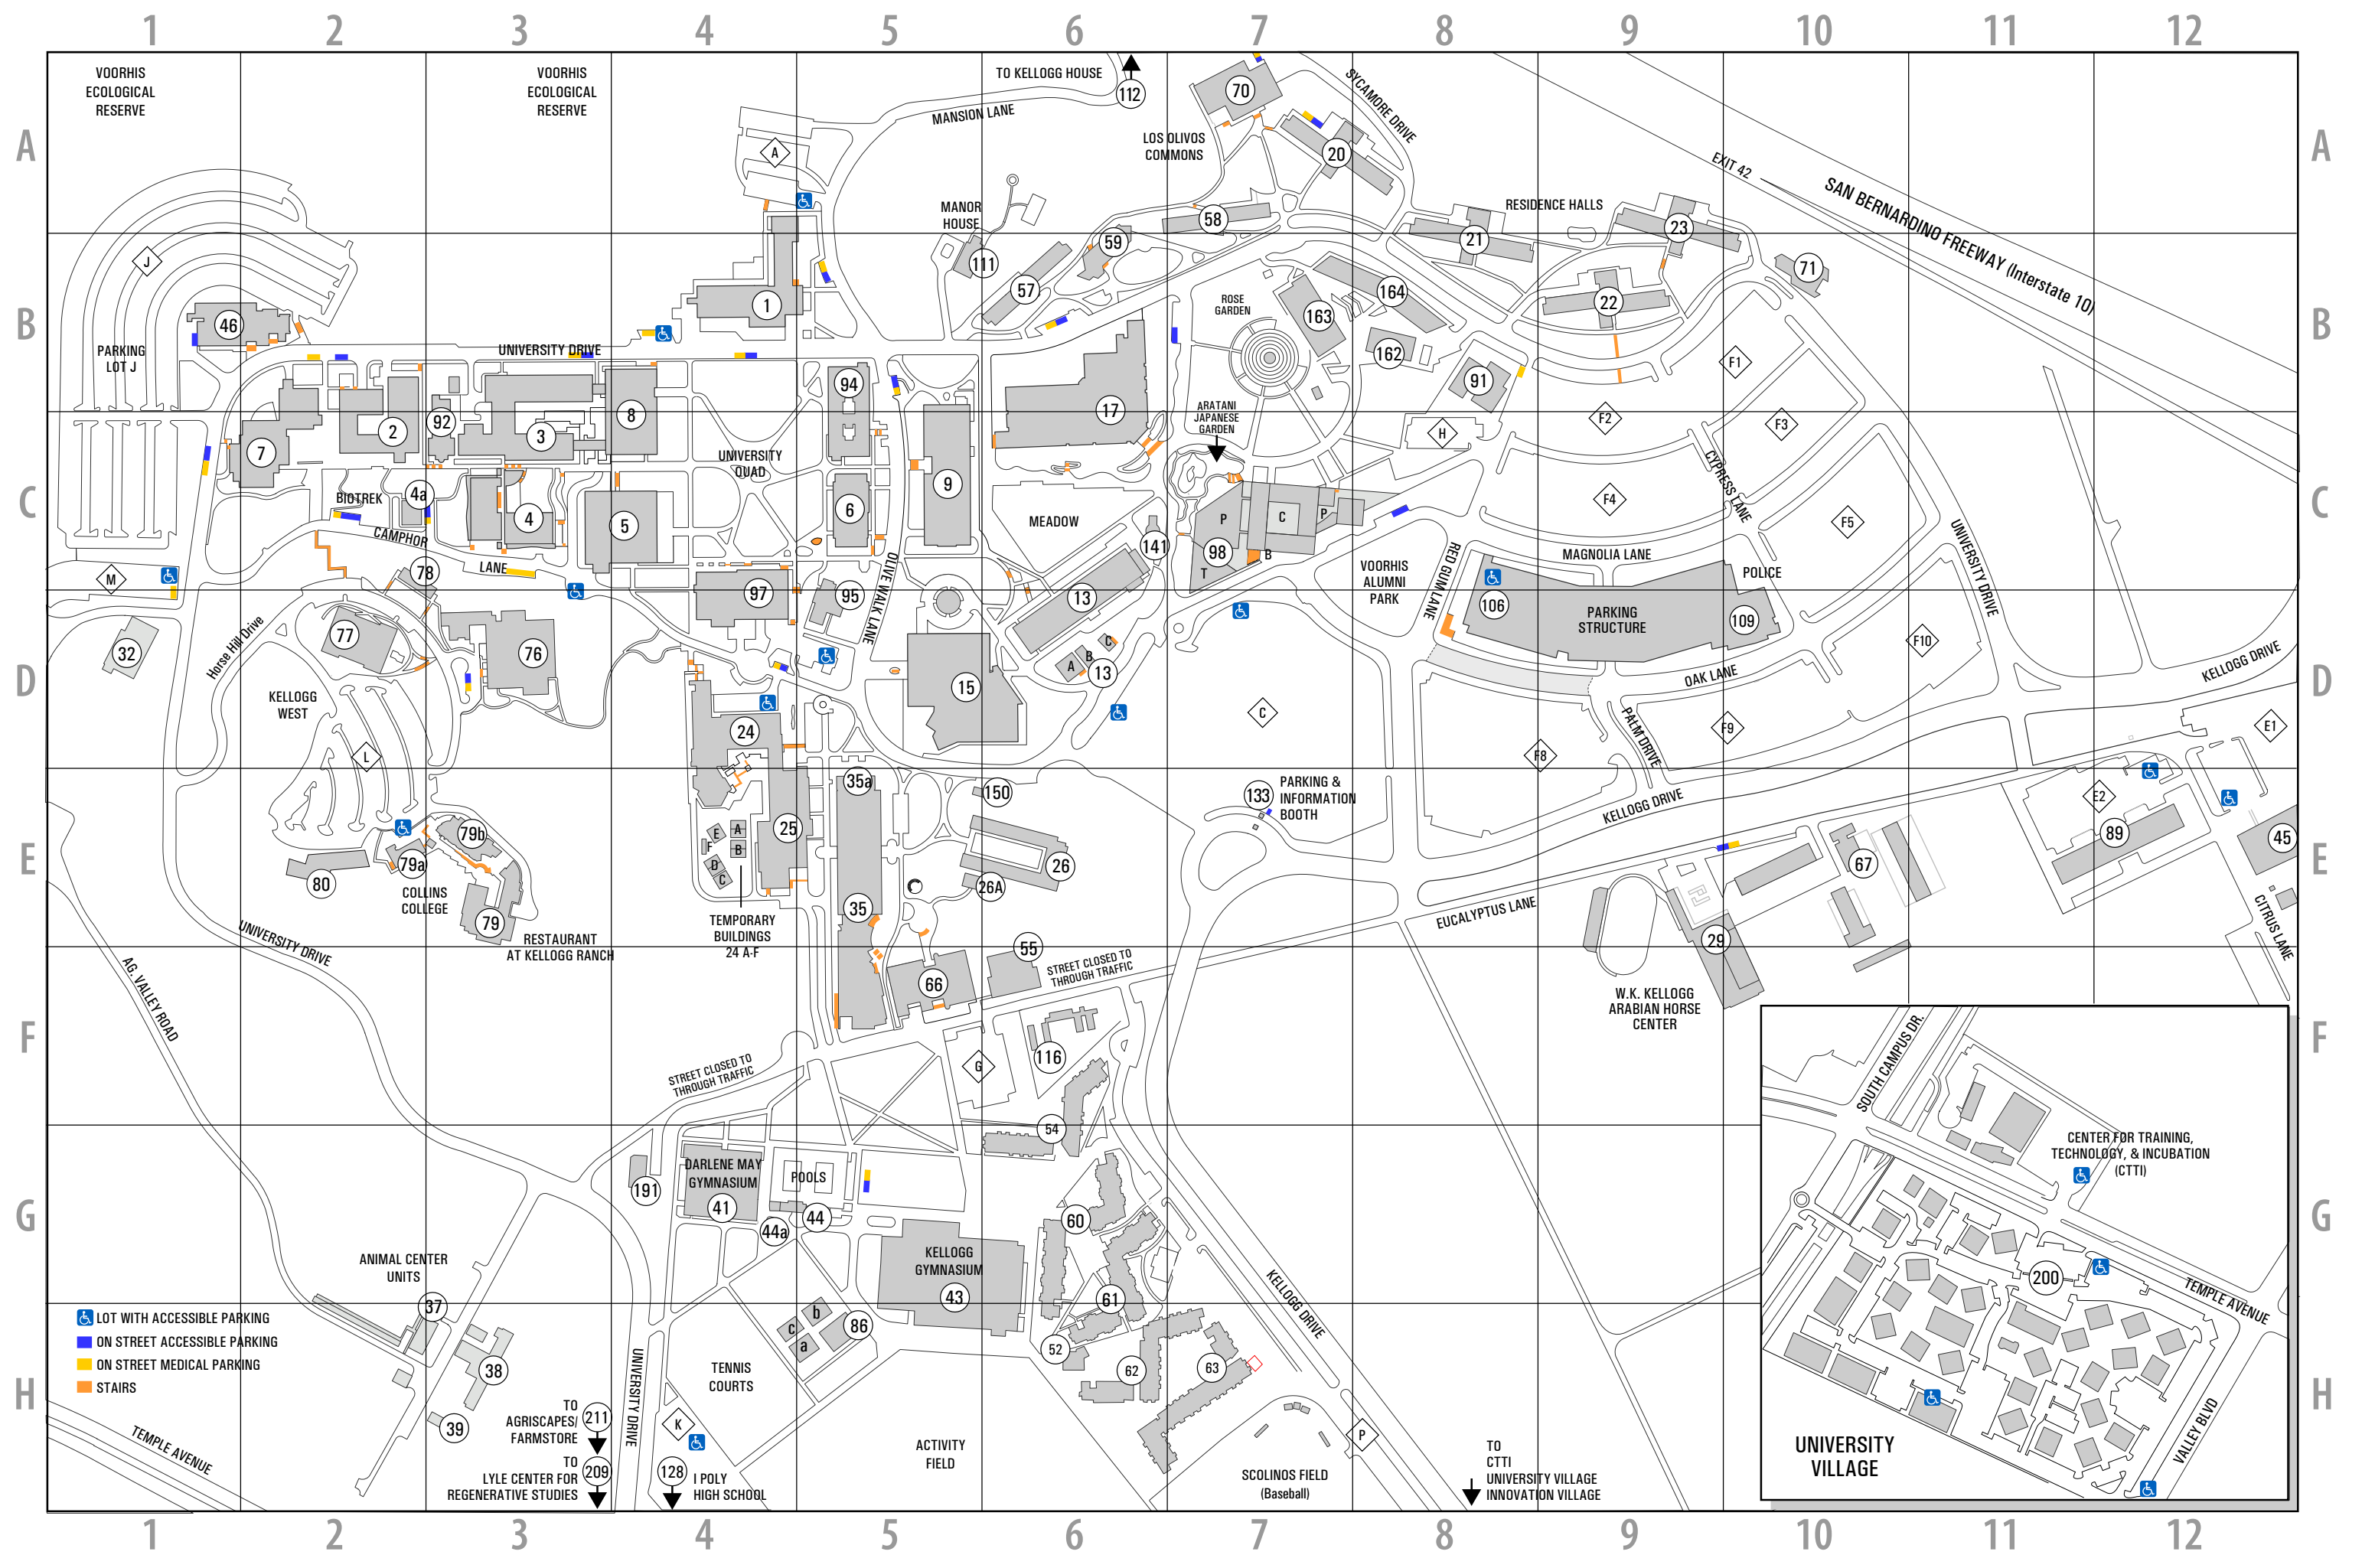 1 2 3 4 5 6 7 8 9 10 11 12
A
B
C
D
E
F
G
H
A
B
C
D
E
F
G
H
VOORHIS
ECOLOGICAL
RESERVE
VOORHIS
ECOLOGICAL
RESERVE
TO KELLOGG HOUSE
112
MANSION LANE
A
70
LOS OLIVOS
COMMONS
SYCAMORE DRIVE
20
EXIT 42
SAN BERNARDINO FREEWAY (Interstate 10)
MANOR
HOUSE
111
58
59
57
RESIDENCE HALLS
21
23
22
71
J
46
PARKING
LOT J
1
UNIVERSITY DRIVE
ROSE
GARDEN
163
164
162
91
F1
94
17
ARATANI
JAPANESE
GARDEN
H
F2
F3
7
2
92
3
8
UNIVERSITY
QUAD
9
BIOTREK
4a
4
5
6
MEADOW
141
P
C
P
98
B
T
F4
CYPRESS LANE
F5
UNIVERSITY DRIVE
CAMPHOR
LANE
M
78
97
95
OLIVE WALK LANE
13
VOORHIS
ALUMNI
PARK
RED GUM LANE
MAGNOLIA LANE
POLICE
106
PARKING
STRUCTURE
109
F10
32
Horse Hill Drive
77
76
15
A
B
C
13
C
OAK LANE
KELLOGG DRIVE
KELLOGG
WEST
L
24
PALM DRIVE
F9
F8
E1
35a
150
133
PARKING &
INFORMATION
BOOTH
KELLOGG DRIVE
E2
79b
79a
80
COLLINS
COLLEGE
79
RESTAURANT
AT KELLOGG RANCH
E
A
F
B
D
C
25
TEMPORARY
BUILDINGS
24 A-F
35
26
26A
EUCALYPTUS LANE
67
89
45
CITRUS LANE
UNIVERSITY DRIVE
AG. VALLEY ROAD
66
55
STREET CLOSED TO
THROUGH TRAFFIC
29
W.K. KELLOGG
ARABIAN HORSE
CENTER
STREET CLOSED TO
THROUGH TRAFFIC
G
116
54
191
DARLENE MAY
GYMNASIUM
41
POOLS
44
44a
KELLOGG
GYMNASIUM
43
60
61
KELLOGG DRIVE
ANIMAL CENTER
UNITS
37
38
39
b
c
a
86
52
62
63
TENNIS
COURTS
UNIVERSITY DRIVE
K
TO
AGRISCAPES/
FARMSTORE
211
TO
LYLE CENTER FOR
REGENERATIVE STUDIES
209
128
I POLY
HIGH SCHOOL
ACTIVITY
FIELD
SCOLINOS FIELD
(Baseball)
P
TO
CTTI
UNIVERSITY VILLAGE
INNOVATION VILLAGE
TEMPLE AVENUE
LOT WITH ACCESSIBLE PARKING
ON STREET ACCESSIBLE PARKING
ON STREET MEDICAL PARKING
STAIRS
SOUTH CAMPUS DR.
CENTER FOR TRAINING,
TECHNOLOGY, & INCUBATION
(CTTI)
200
TEMPLE AVENUE
VALLEY BLVD
UNIVERSITY
VILLAGE
1 2 3 4 5 6 7 8 9 10 11 12